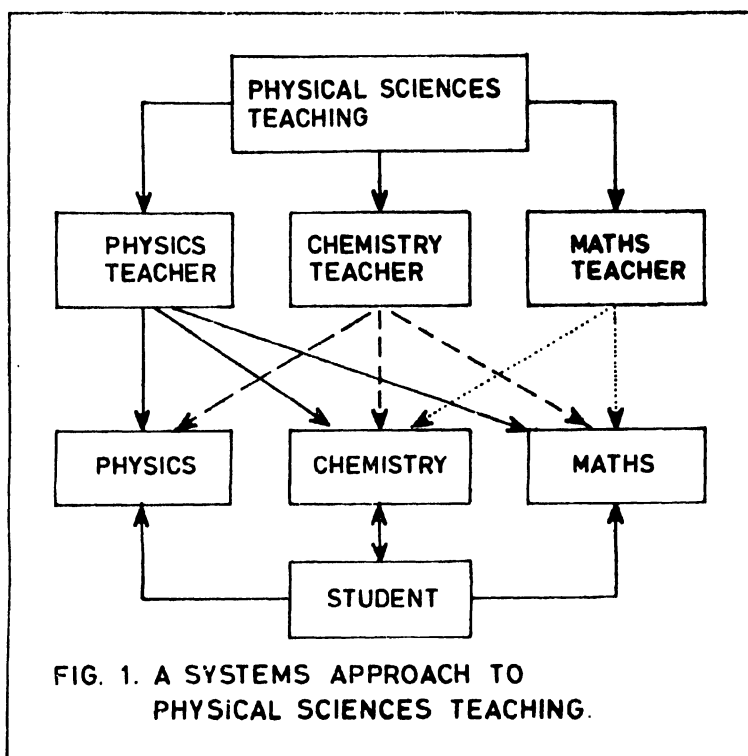 PHYSICAL SCIENCES
TEACHING
PHYSICS
TEACHER
CHEMISTRY
TEACHER
MATHS
TEACHER
PHYSICS
CHEMISTRY
MATHS
STUDENT
FIG. 1. A SYSTEMS APPROACH TO
PHYSICAL SCIENCES TEACHING.